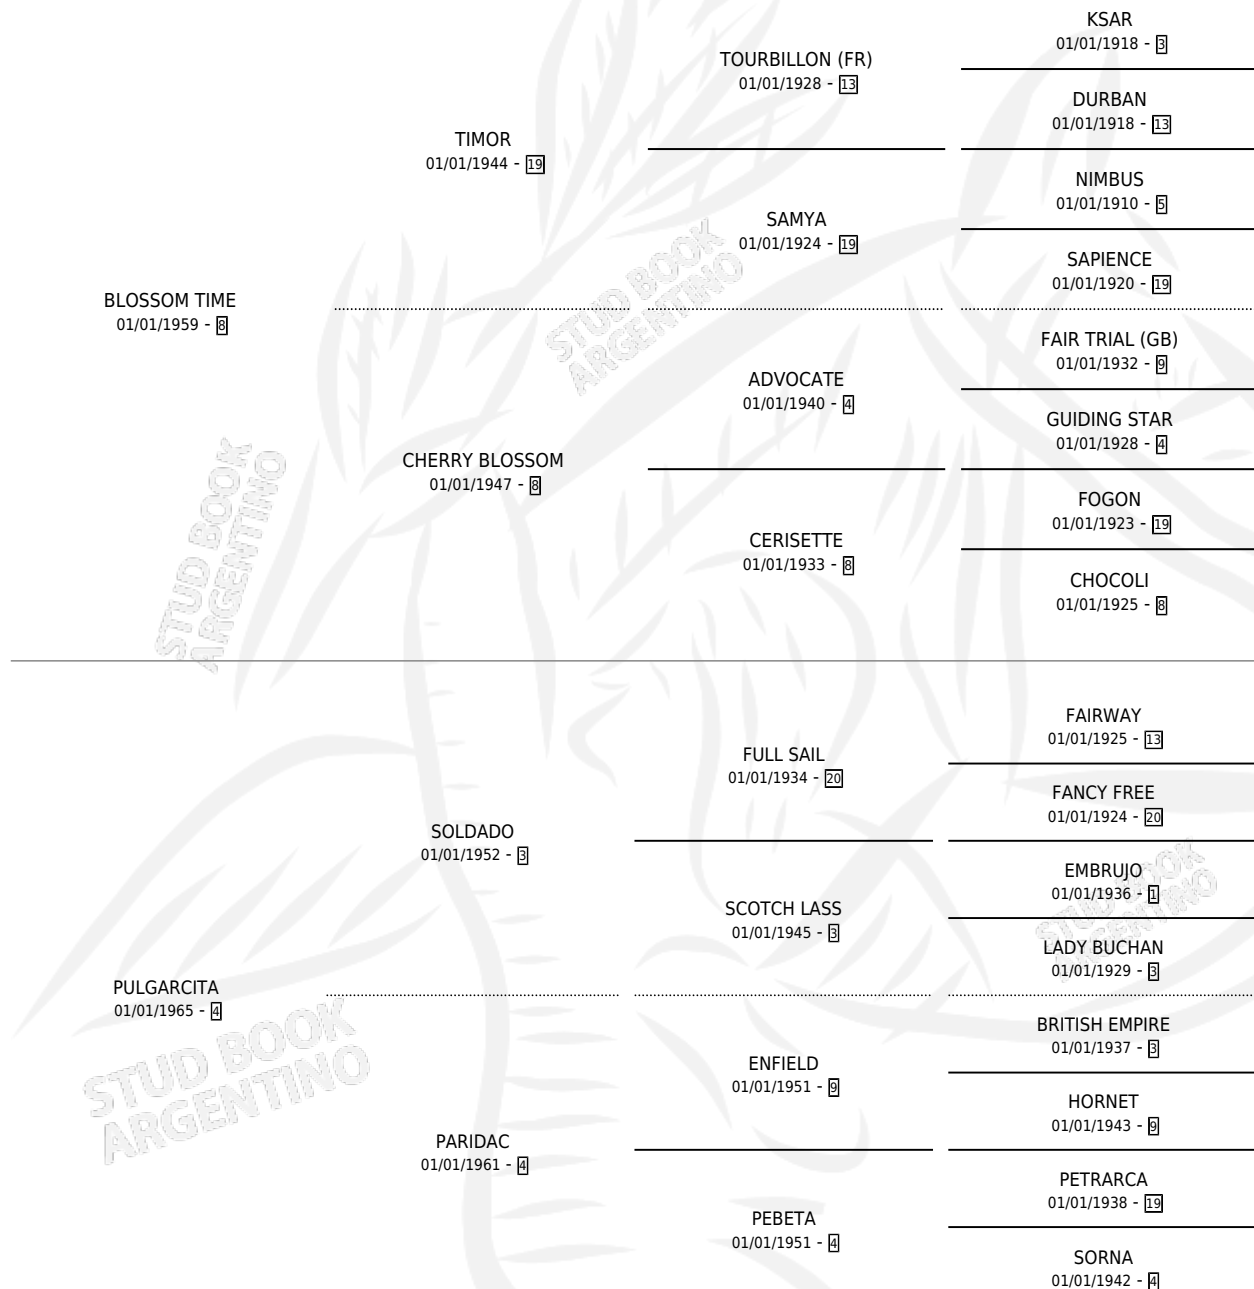 KSAR
01/01/1918 - 3
TOURBILLON (FR)
01/01/1928 - 13
DURBAN
01/01/1918 - 13
TIMOR
01/01/1944 - 19
NIMBUS
01/01/1910 - 5
SAMYA
01/01/1924 - 19
SAPIENCE
01/01/1920 - 19
BLOSSOM TIME
01/01/1959 - 8
FAIR TRIAL (GB)
01/01/1932 - 9
ADVOCATE
01/01/1940 - 4
GUIDING STAR
01/01/1928 - 4
CHERRY BLOSSOM
01/01/1947 - 8
FOGON
01/01/1923 - 19
CERISETTE
01/01/1933 - 8
CHOCOLI
01/01/1925 - 8
FAIRWAY
01/01/1925 - 13
FULL SAIL
01/01/1934 - 20
FANCY FREE
01/01/1924 - 20
SOLDADO
01/01/1952 - 3
EMBRUJO
01/01/1936 - 1
SCOTCH LASS
01/01/1945 - 3
LADY BUCHAN
01/01/1929 - 3
PULGARCITA
01/01/1965 - 4
BRITISH EMPIRE
01/01/1937 - 3
ENFIELD
01/01/1951 - 9
HORNET
01/01/1943 - 9
PARIDAC
01/01/1961 - 4
PETRARCA
01/01/1938 - 19
PEBETA
01/01/1951 - 4
SORNA
01/01/1942 - 4
STUD BOOK
ARGENTINO
STUD BOOK
ARGENTINO
STUD BOOK
ARGENTINO
STUD BOOK
ARGENTINO